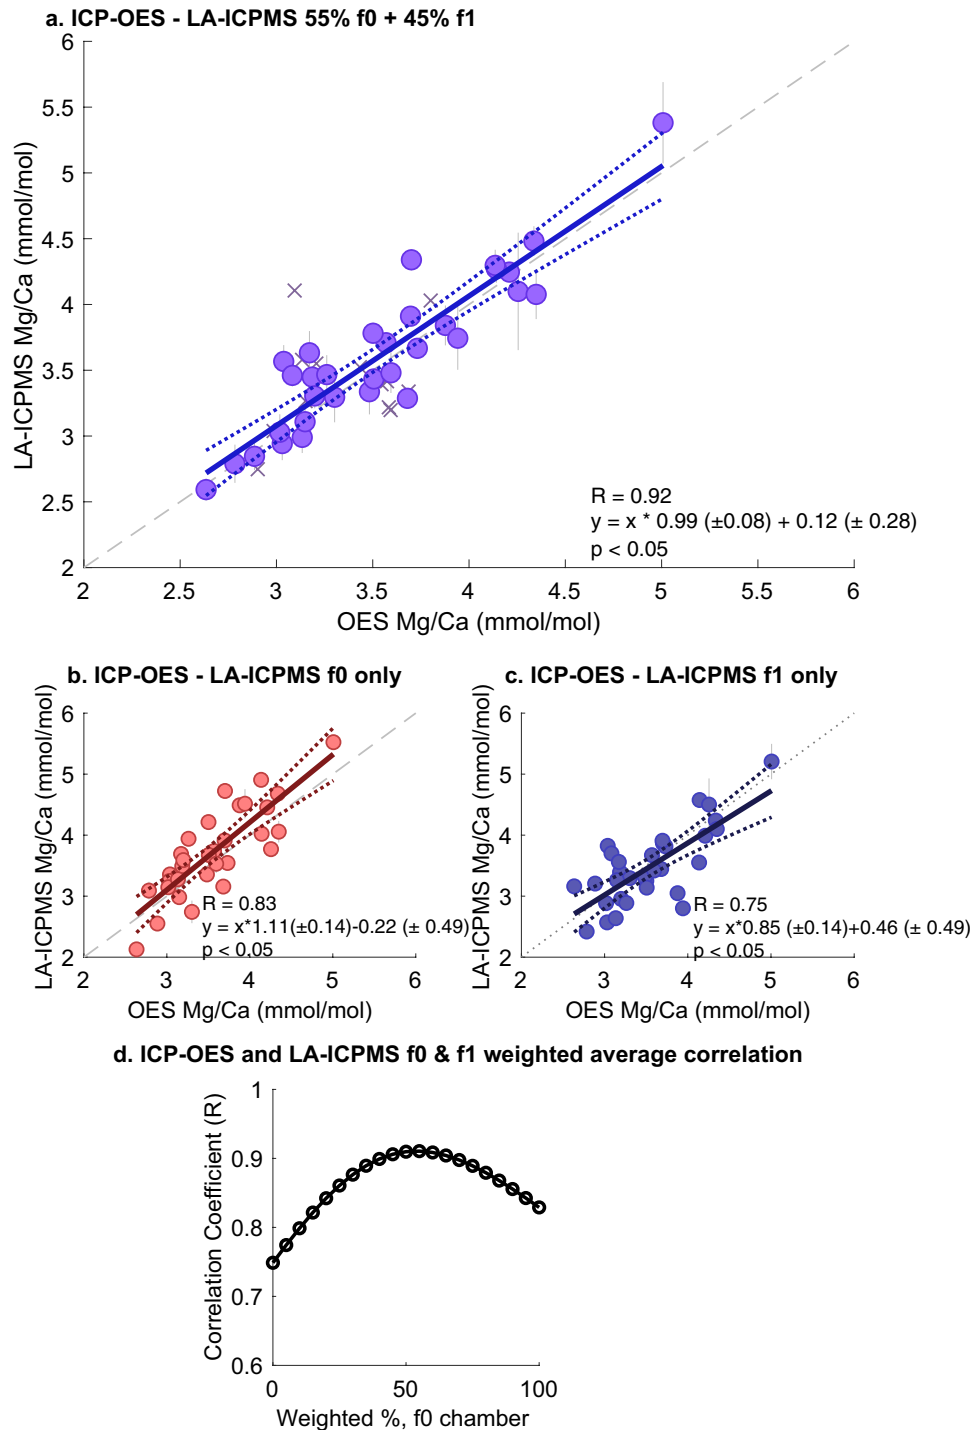 a. ICP-OES - LA-ICPMS 55% f0 + 45% f1
LA-ICPMS Mg/Ca (mmol/mol)
6
5.5
5
4.5
4
3.5
3
2.5
2
R = 0.92
y = x * 0.99 (±0.08) + 0.12 (± 0.28)
p < 0.05
2 2.5 3 3.5 4 4.5 5 5.5 6
OES Mg/Ca (mmol/mol)
b. ICP-OES - LA-ICPMS f0 only
LA-ICPMS Mg/Ca (mmol/mol)
6
5
4
3
2
R = 0.83
y = x*1.11(±0.14)-0.22 (± 0.49)
p < 0.05
2 3 4 5 6
OES Mg/Ca (mmol/mol)
c. ICP-OES - LA-ICPMS f1 only
LA-ICPMS Mg/Ca (mmol/mol)
6
5
4
3
2
R = 0.75
y = x*0.85 (±0.14)+0.46 (± 0.49)
p < 0.05
2 3 4 5 6
OES Mg/Ca (mmol/mol)
d. ICP-OES and LA-ICPMS f0 & f1 weighted average correlation
Correlation Coefficient (R)
1
0.9
0.8
0.7
0.6
0 50 100
Weighted %, f0 chamber